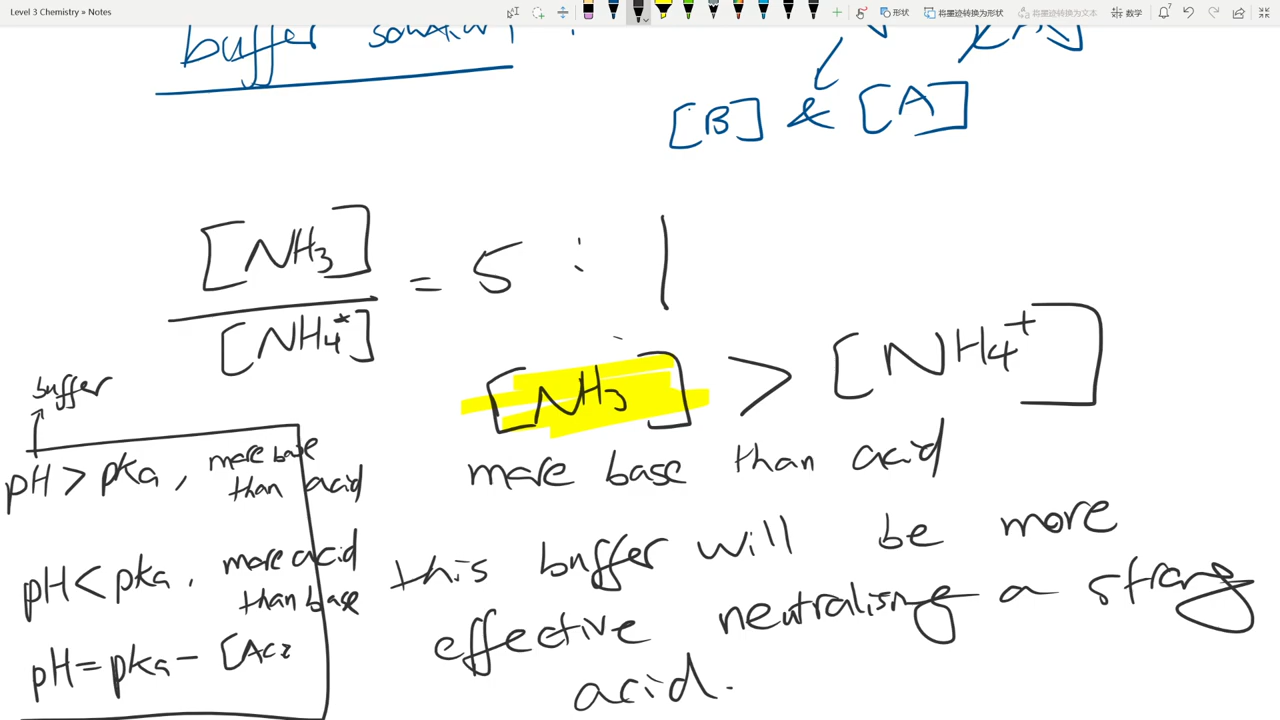 Level 3 Chemistry » Notes
形状 将墨迹转换为形状 将墨迹转换为文本 数学
buffer
[B] & [A]
[NH3] / [NH4+] = 5 : 1
[NH3] > [NH4+]
more base than acid
this buffer will be more
effective neutralising a strong
acid.
buffer
pH > pka, more base
than acid
pH < pka, more acid
than base
pH = pka -